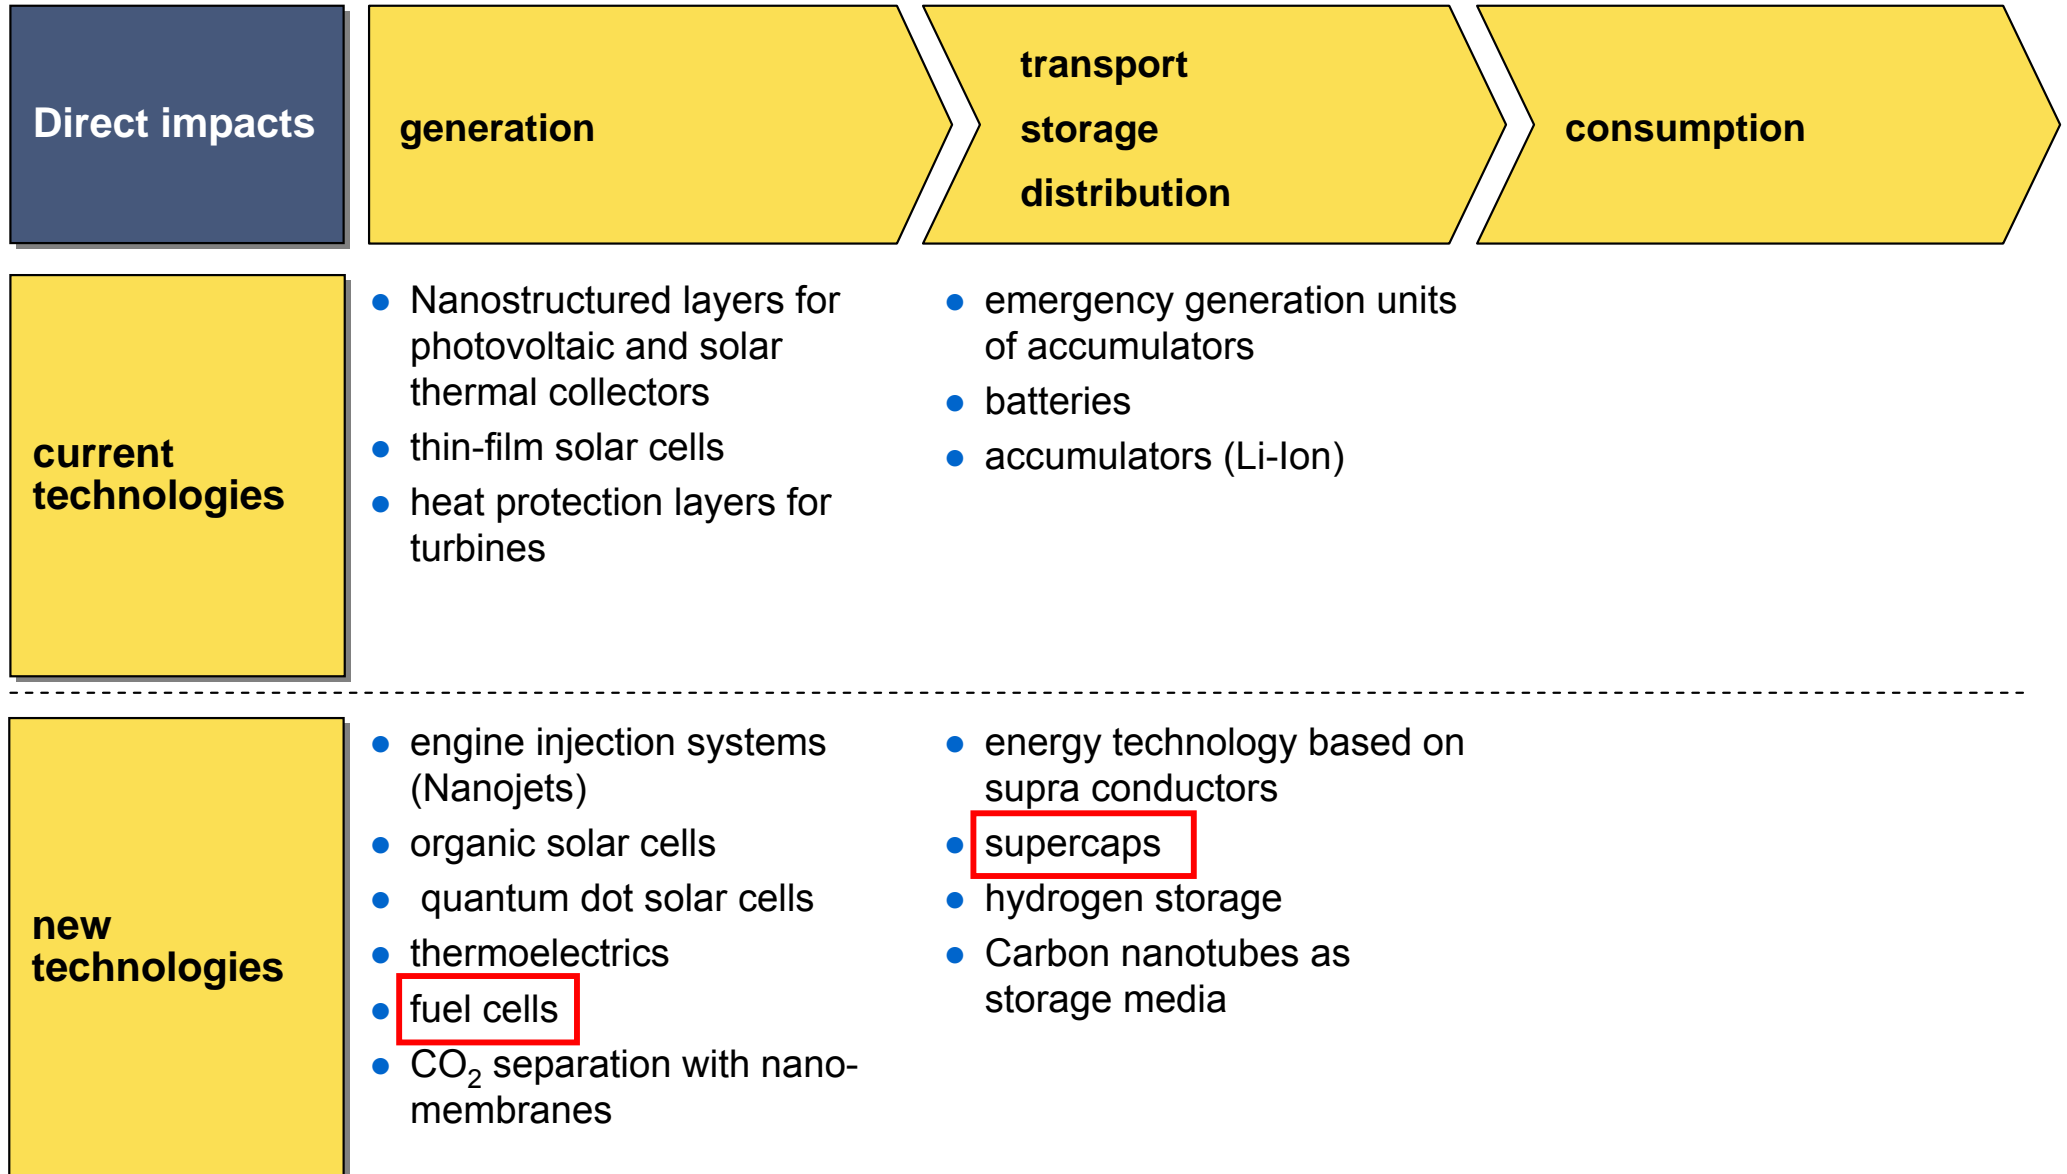 Direct impacts
generation
transport
storage
distribution
consumption
current
technologies
● Nanostructured layers for
photovoltaic and solar
thermal collectors
● thin-film solar cells
● heat protection layers for
turbines
● emergency generation units
of accumulators
● batteries
● accumulators (Li-Ion)
new
technologies
● engine injection systems
(Nanojets)
● organic solar cells
● quantum dot solar cells
● thermoelectrics
● fuel cells
● CO₂ separation with nano-
membranes
● energy technology based on
supra conductors
● supercaps
● hydrogen storage
● Carbon nanotubes as
storage media